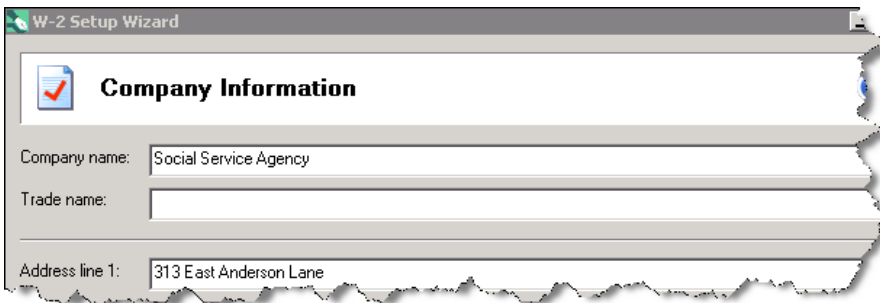 W-2 Setup Wizard
Company Information
Company name: Social Service Agency
Trade name:
Address line 1: 313 East Anderson Lane